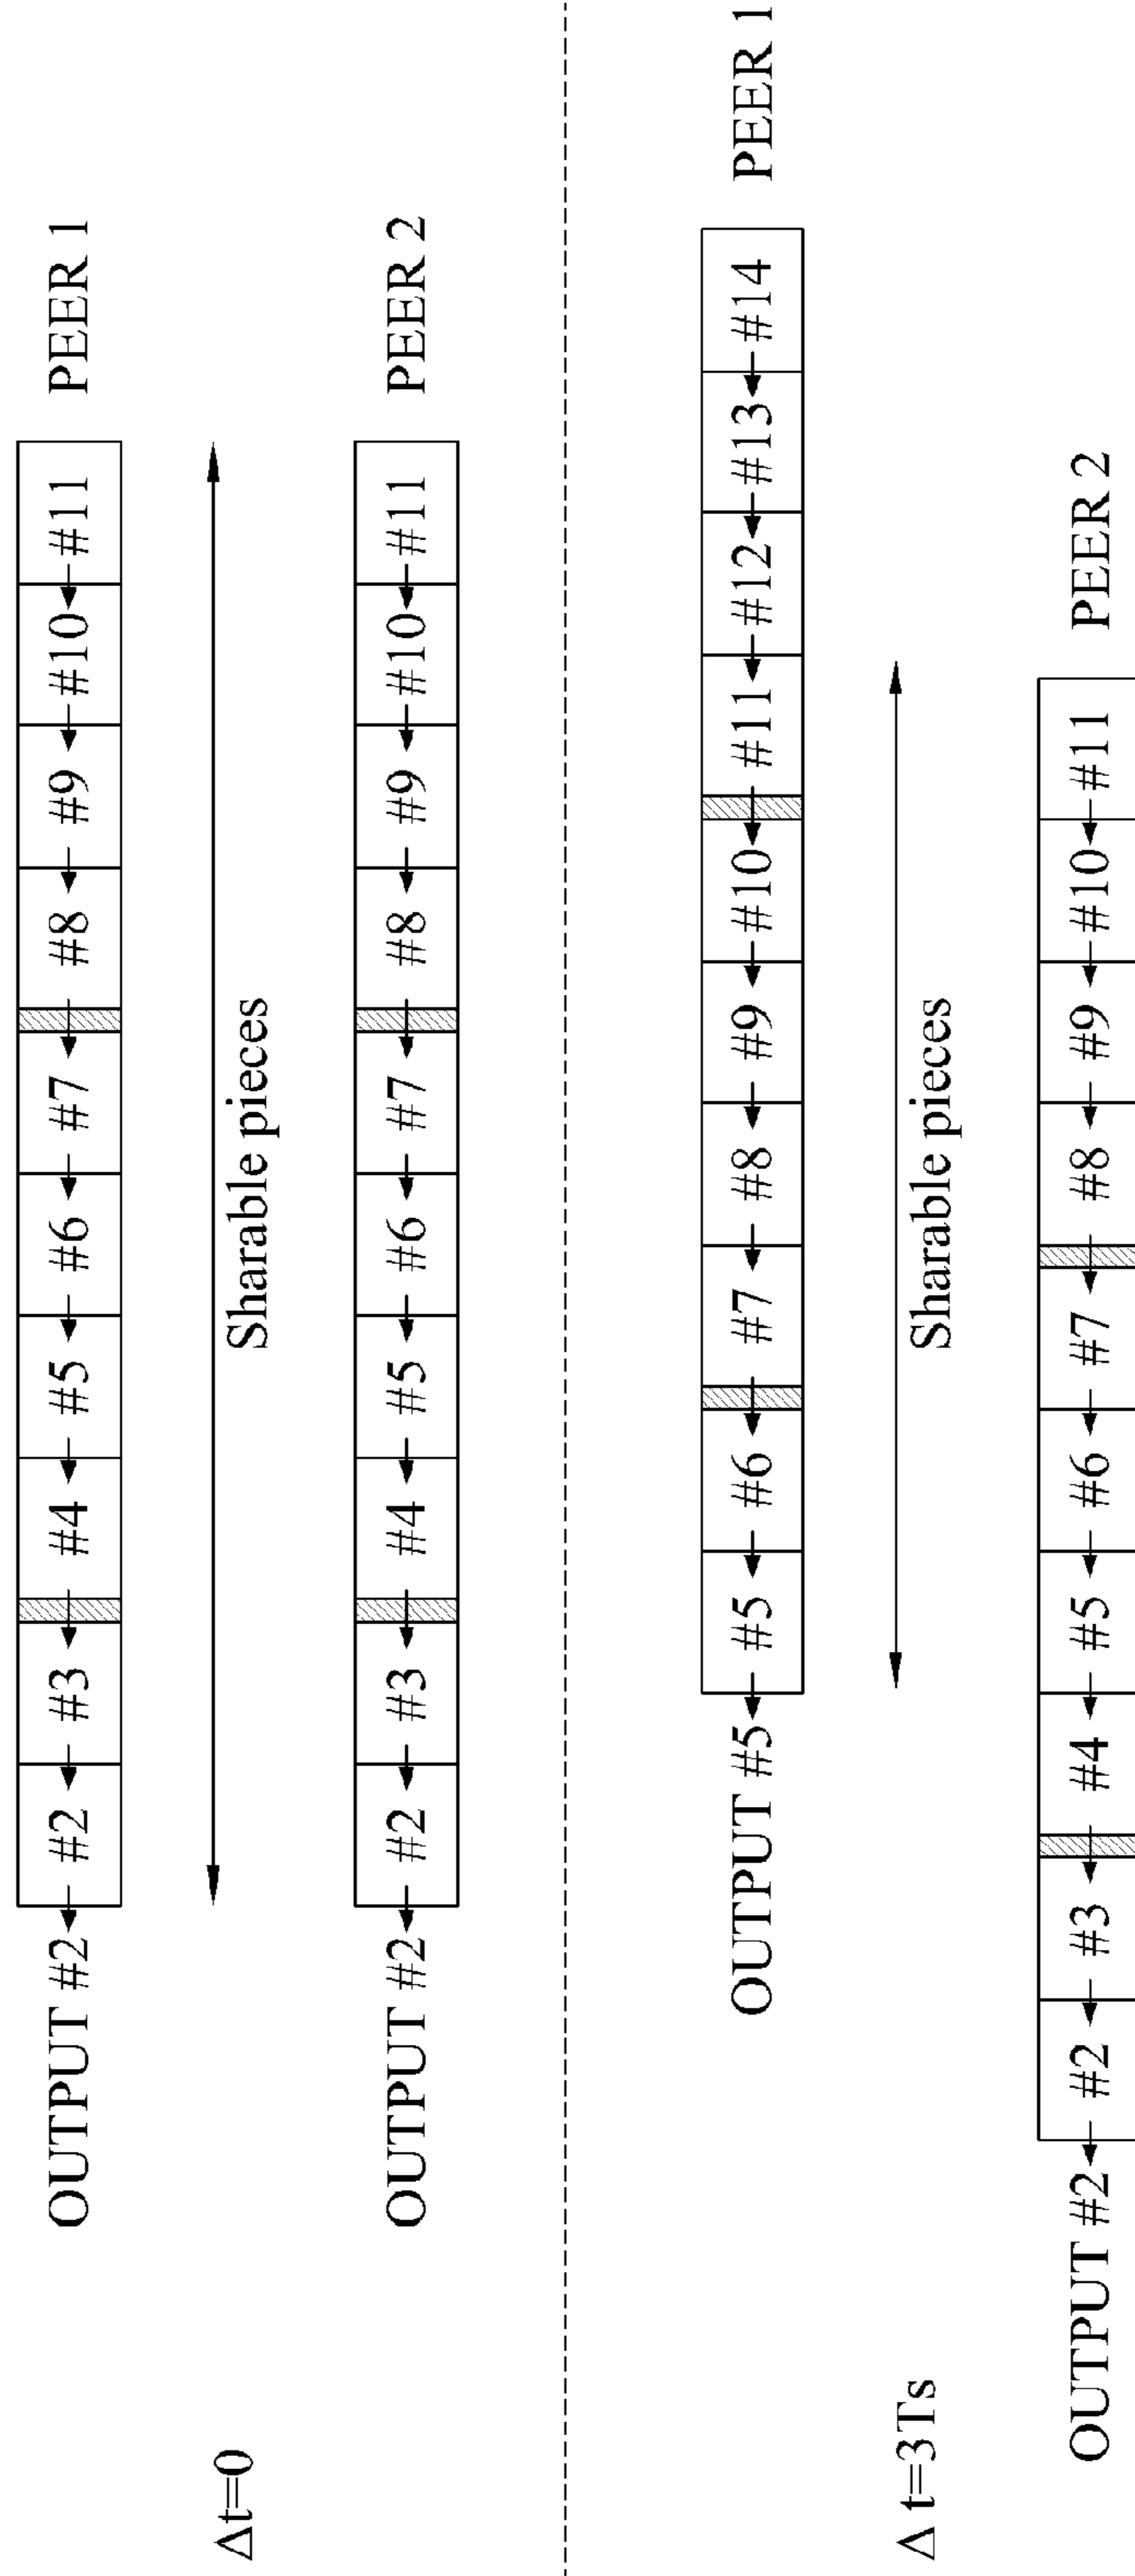 OUTPUT #2 #2 #3 #4 #5 #6 #7 #8 #9 #10 #11 PEER 1
Δt=0
Sharable pieces
OUTPUT #2 #2 #3 #4 #5 #6 #7 #8 #9 #10 #11 PEER 2
OUTPUT #5 #5 #6 #7 #8 #9 #10 #11 #12 #13 #14 PEER 1
Δ t=3Ts
Sharable pieces
OUTPUT #2 #2 #3 #4 #5 #6 #7 #8 #9 #10 #11 PEER 2